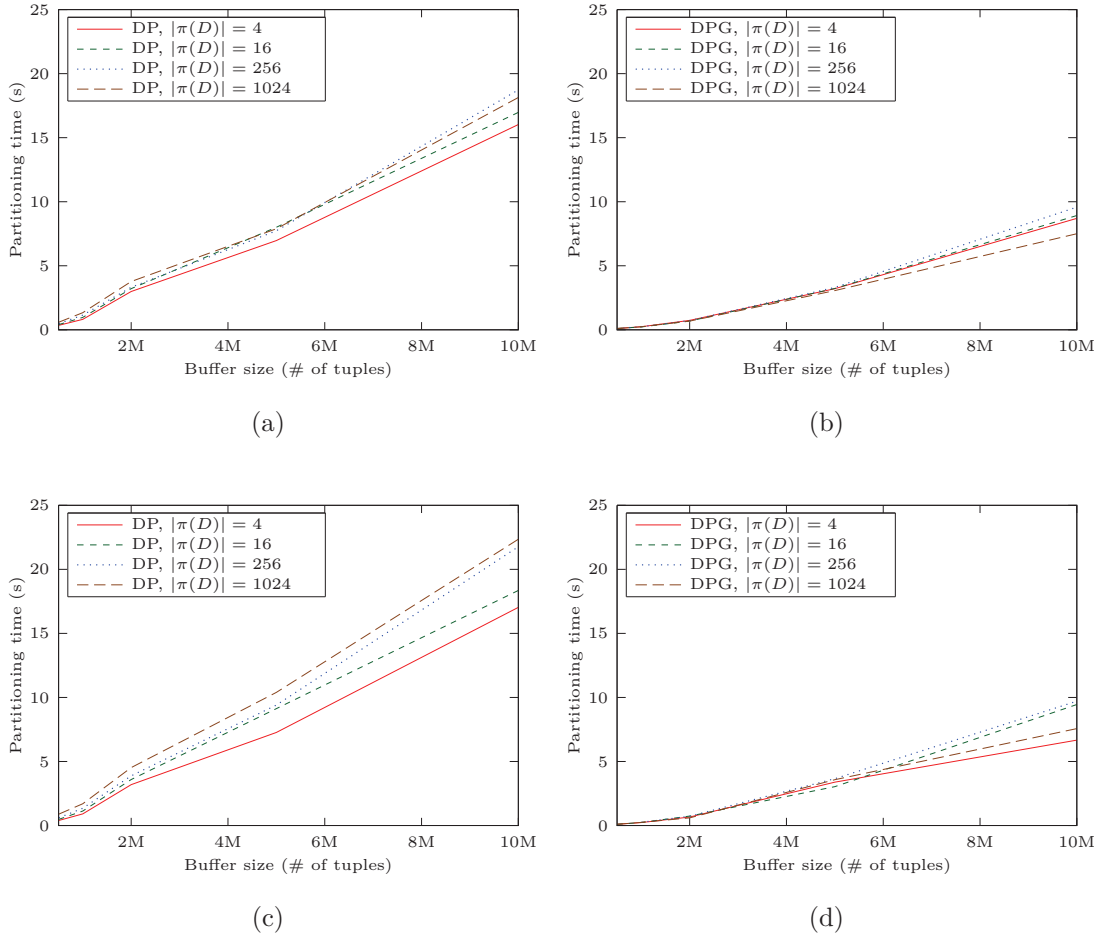 DP, |π(D)| = 4
DP, |π(D)| = 16
DP, |π(D)| = 256
DP, |π(D)| = 1024
25
20
15
10
5
0
Partitioning time (s)
2M 4M 6M 8M 10M
Buffer size (# of tuples)
(a)
DPG, |π(D)| = 4
DPG, |π(D)| = 16
DPG, |π(D)| = 256
DPG, |π(D)| = 1024
25
20
15
10
5
0
Partitioning time (s)
2M 4M 6M 8M 10M
Buffer size (# of tuples)
(b)
DP, |π(D)| = 4
DP, |π(D)| = 16
DP, |π(D)| = 256
DP, |π(D)| = 1024
25
20
15
10
5
0
Partitioning time (s)
2M 4M 6M 8M 10M
Buffer size (# of tuples)
(c)
DPG, |π(D)| = 4
DPG, |π(D)| = 16
DPG, |π(D)| = 256
DPG, |π(D)| = 1024
25
20
15
10
5
0
Partitioning time (s)
2M 4M 6M 8M 10M
Buffer size (# of tuples)
(d)